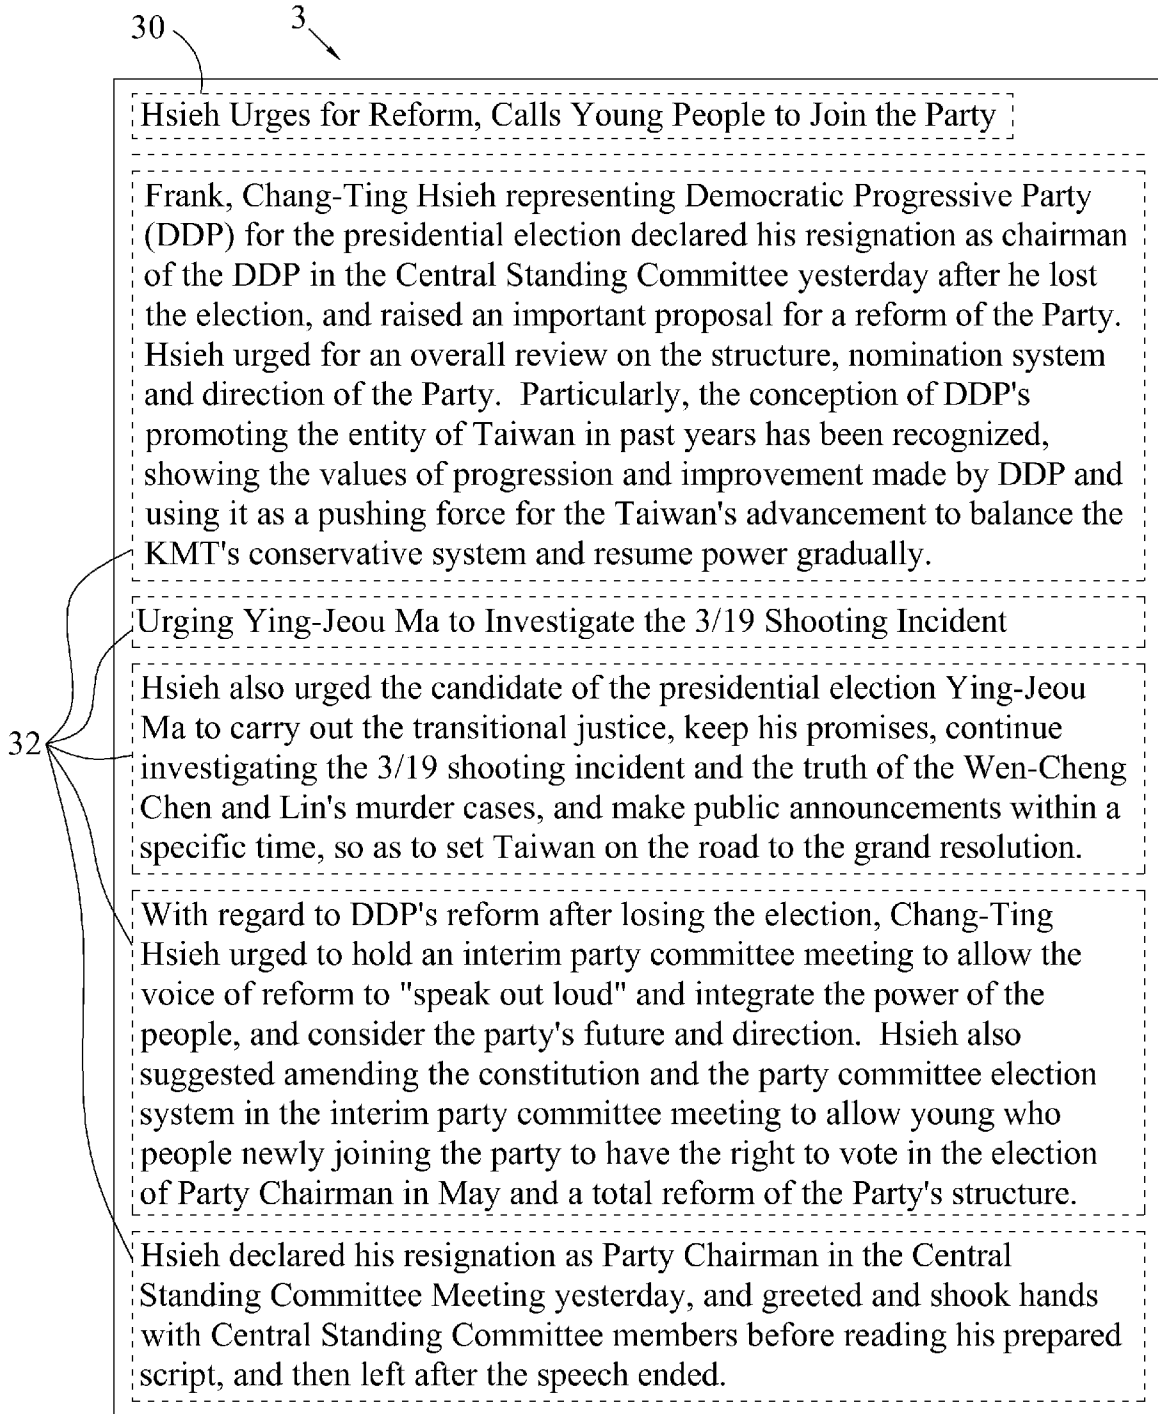 30
3
Hsieh Urges for Reform, Calls Young People to Join the Party
Frank, Chang-Ting Hsieh representing Democratic Progressive Party
(DDP) for the presidential election declared his resignation as chairman
of the DDP in the Central Standing Committee yesterday after he lost
the election, and raised an important proposal for a reform of the Party.
Hsieh urged for an overall review on the structure, nomination system
and direction of the Party.  Particularly, the conception of DDP's
promoting the entity of Taiwan in past years has been recognized,
showing the values of progression and improvement made by DDP and
using it as a pushing force for the Taiwan's advancement to balance the
KMT's conservative system and resume power gradually.
Urging Ying-Jeou Ma to Investigate the 3/19 Shooting Incident
Hsieh also urged the candidate of the presidential election Ying-Jeou
Ma to carry out the transitional justice, keep his promises, continue
investigating the 3/19 shooting incident and the truth of the Wen-Cheng
Chen and Lin's murder cases, and make public announcements within a
specific time, so as to set Taiwan on the road to the grand resolution.
32
With regard to DDP's reform after losing the election, Chang-Ting
Hsieh urged to hold an interim party committee meeting to allow the
voice of reform to "speak out loud" and integrate the power of the
people, and consider the party's future and direction.  Hsieh also
suggested amending the constitution and the party committee election
system in the interim party committee meeting to allow young who
people newly joining the party to have the right to vote in the election
of Party Chairman in May and a total reform of the Party's structure.
Hsieh declared his resignation as Party Chairman in the Central
Standing Committee Meeting yesterday, and greeted and shook hands
with Central Standing Committee members before reading his prepared
script, and then left after the speech ended.